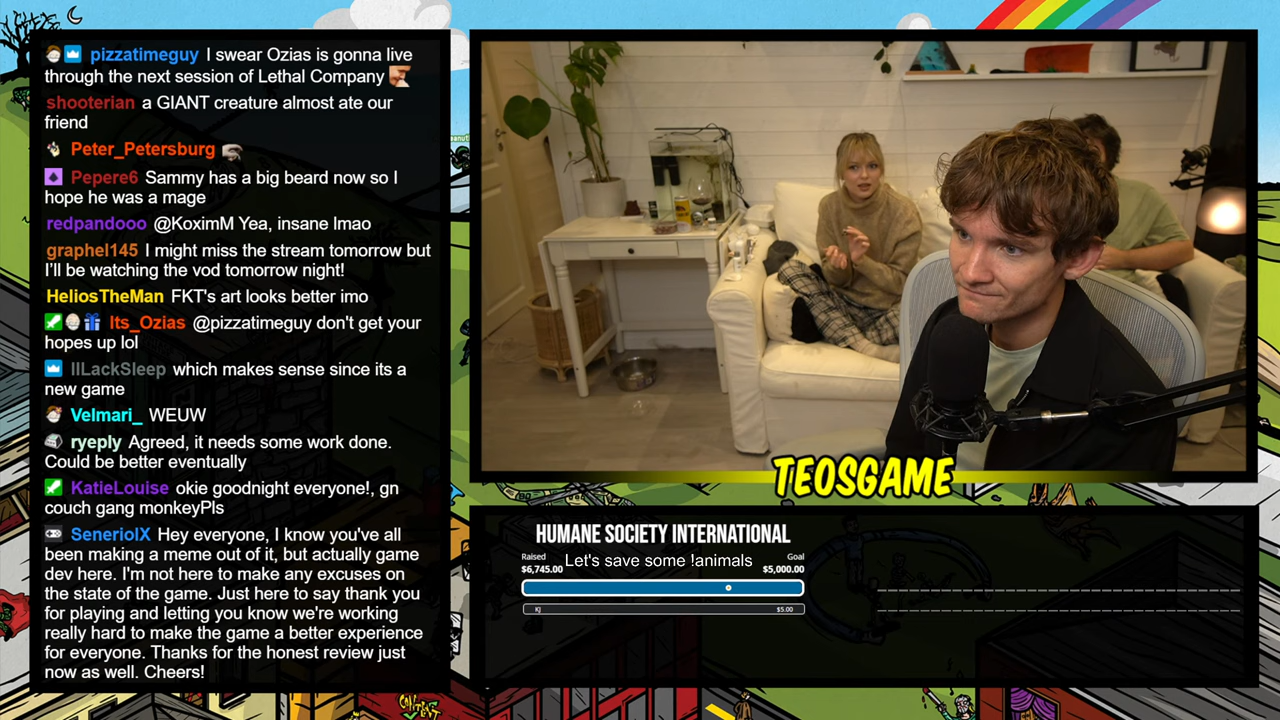 pizzatimeguy I swear Ozias is gonna live
through the next session of Lethal Company
shooterian a GIANT creature almost ate our
friend
Peter_Petersburg
Pepere6 Sammy has a big beard now so I
hope he was a mage
redpandooo @KoximM Yea, insane lmao
graphel145 I might miss the stream tomorrow but
I'll be watching the vod tomorrow night!
HeliosTheMan FKT's art looks better imo
Its_Ozias @pizzatimeguy don't get your
hopes up lol
IlLackSleep which makes sense since its a
new game
Velmari_ WEUW
ryeply Agreed, it needs some work done.
Could be better eventually
KatieLouise okie goodnight everyone!, gn
couch gang monkeyPls
SenerioIX Hey everyone, I know you've all
been making a meme out of it, but actually game
dev here. I'm not here to make any excuses on
the state of the game. Just here to say thank you
for playing and letting you know we're working
really hard to make the game a better experience
for everyone. Thanks for the honest review just
now as well. Cheers!
TEOSGAME
HUMANE SOCIETY INTERNATIONAL
Raised Let's save some !animals Goal
$6,745.00 $5,000.00
KJ $5.00